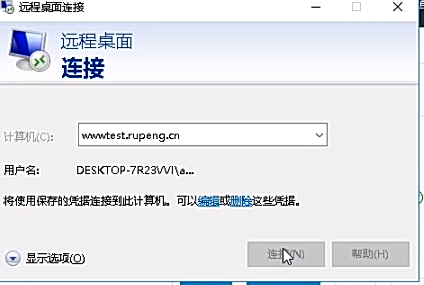 远程桌面连接
远程桌面
连接
计算机(C):
wwwtest.rupeng.cn
用户名:
DESKTOP-7R23VVI\a...
将使用保存的凭据连接到此计算机。可以编辑或删除这些凭据。
显示选项(O)
连接(N)
帮助(H)